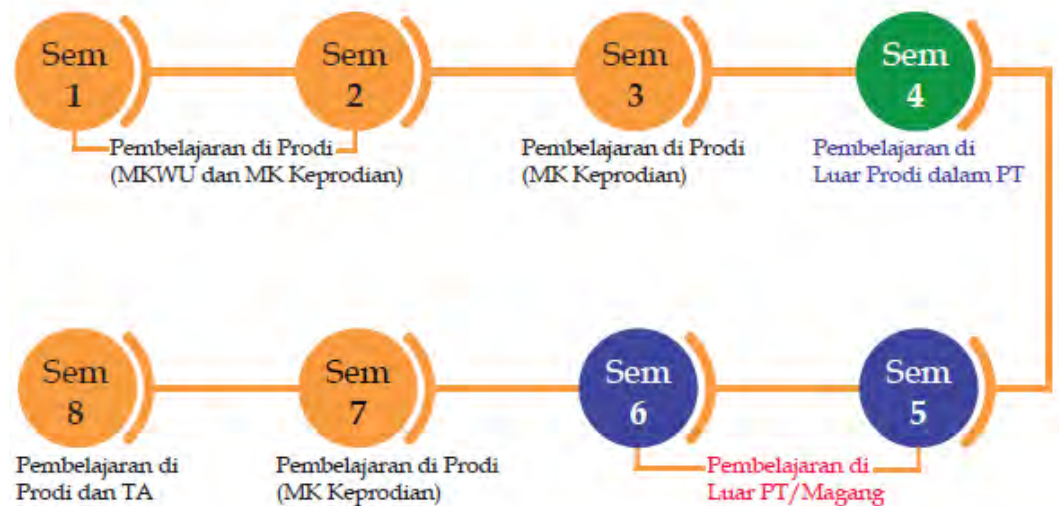 Sem
1
Sem
2
Sem
3
Sem
4
Pembelajaran di Prodi
(MKWU dan MK Keprodian)
Pembelajaran di Prodi
(MK Keprodian)
Pembelajaran di
Luar Prodi dalam PT
Sem
8
Sem
7
Sem
6
Sem
5
Pembelajaran di
Prodi dan TA
Pembelajaran di Prodi
(MK Keprodian)
Pembelajaran di
Luar PT/Magang